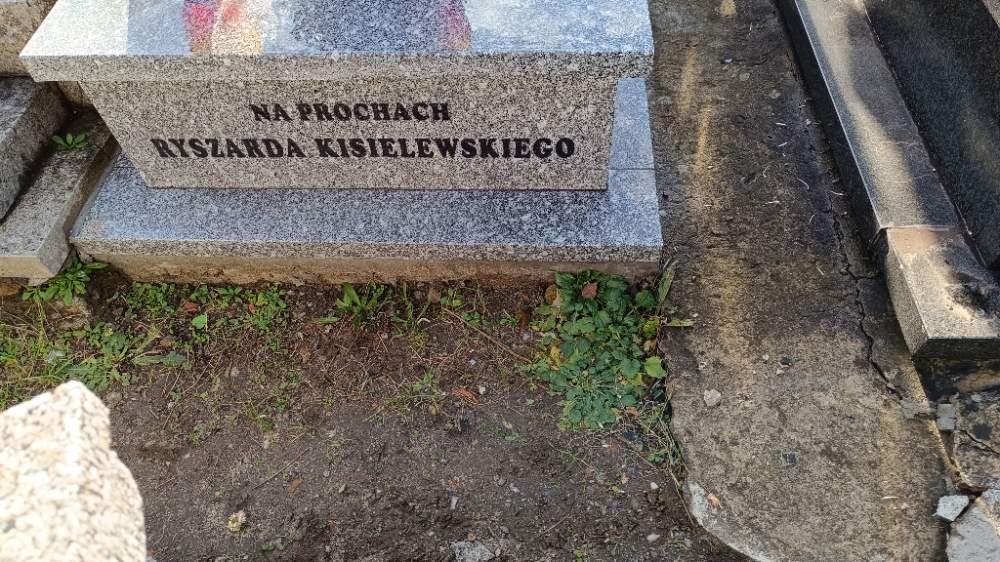 NA PROCHACH
RYSZARDA KISIELEWSKIEGO